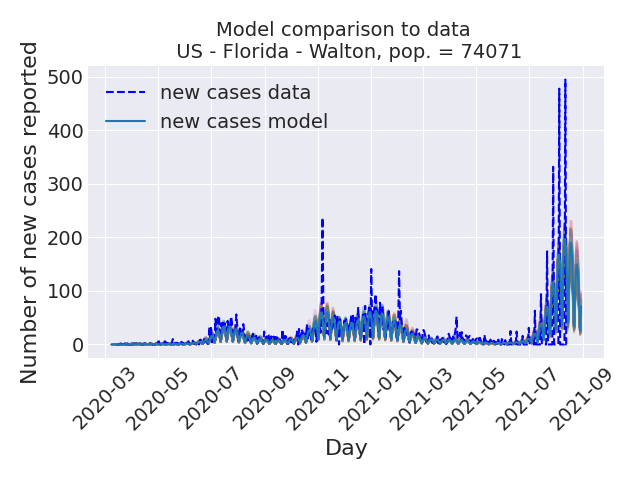 Model comparison to data
US - Florida - Walton, pop. = 74071
new cases data
new cases model
Number of new cases reported
500
400
300
200
100
0
2020-03
2020-05
2020-07
2020-09
2020-11
2021-01
2021-03
2021-05
2021-07
2021-09
Day